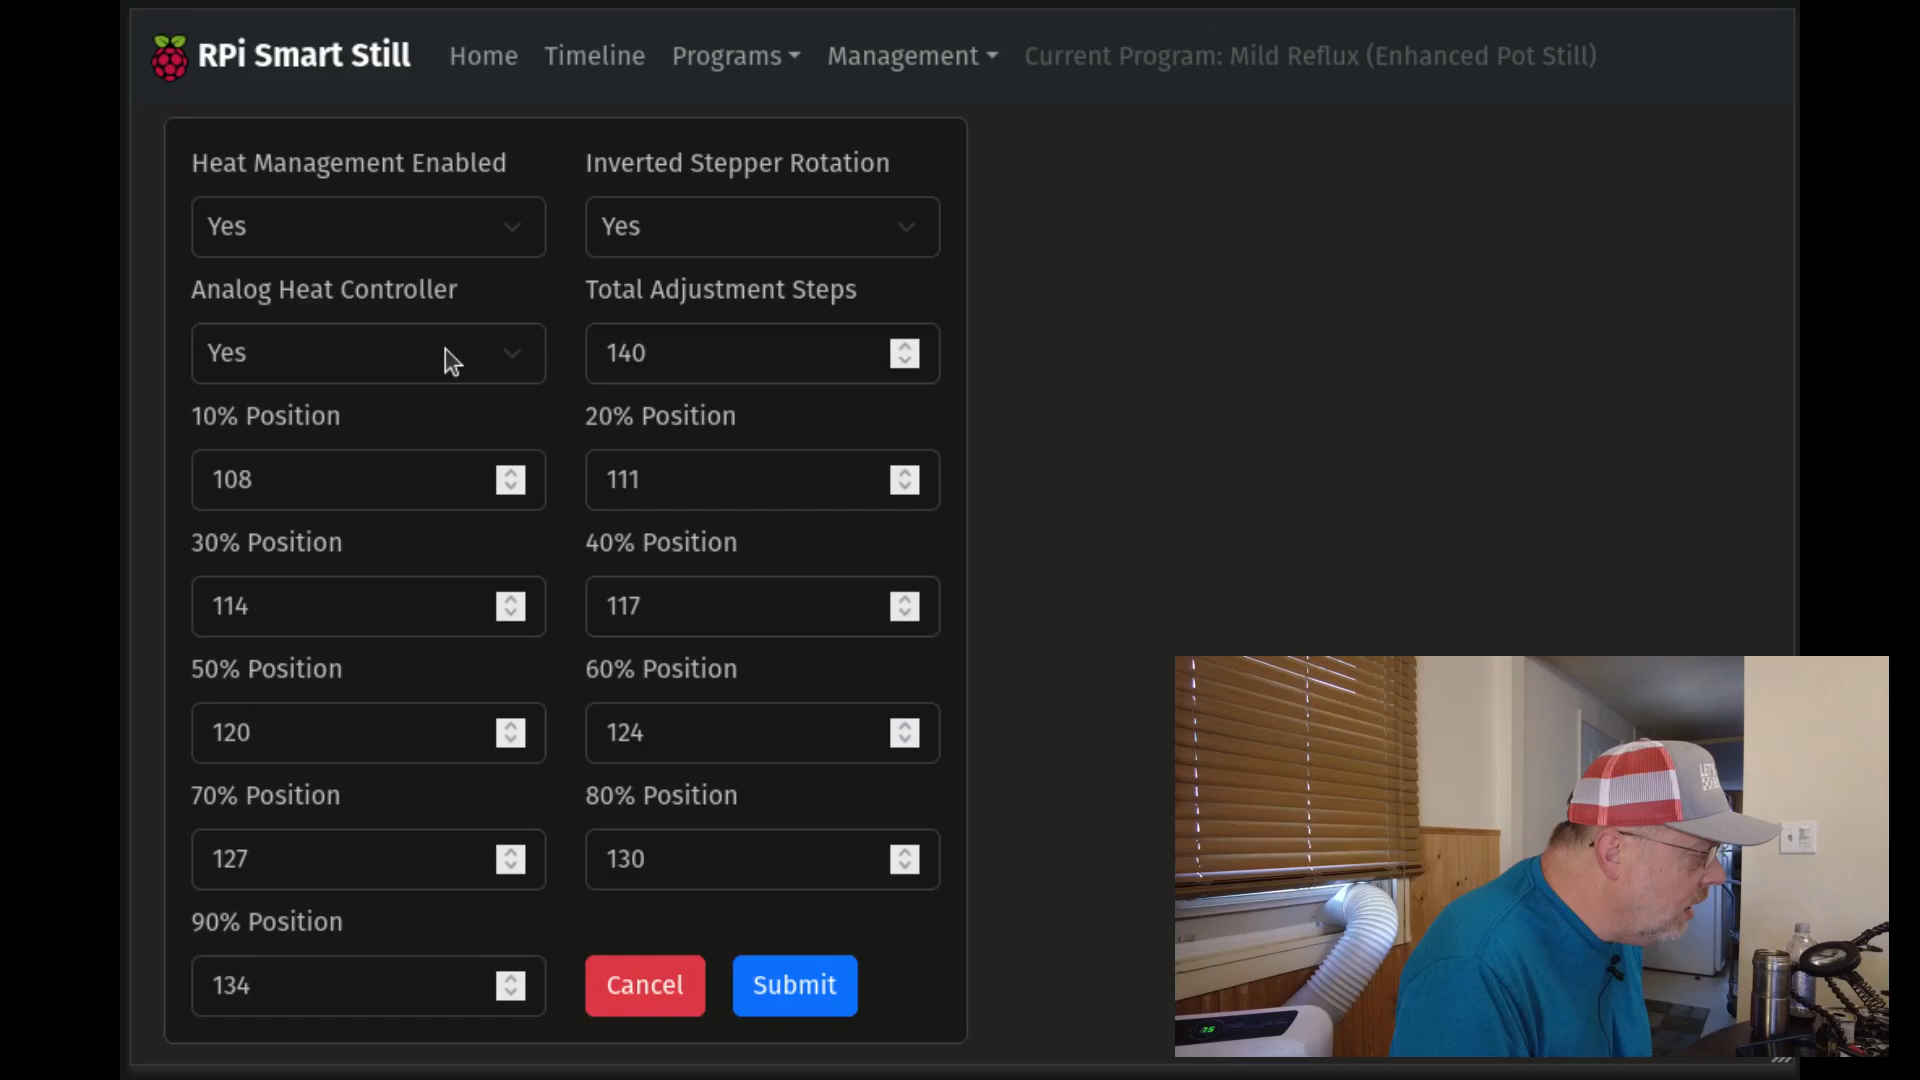 RPi Smart Still Home Timeline Programs Management Current Program: Mild Reflux (Enhanced Pot Still)
Heat Management Enabled Inverted Stepper Rotation
Yes Yes
Analog Heat Controller Total Adjustment Steps
Yes 140
10% Position 20% Position
108 111
30% Position 40% Position
114 117
50% Position 60% Position
120 124
70% Position 80% Position
127 130
90% Position
134 Cancel Submit
75